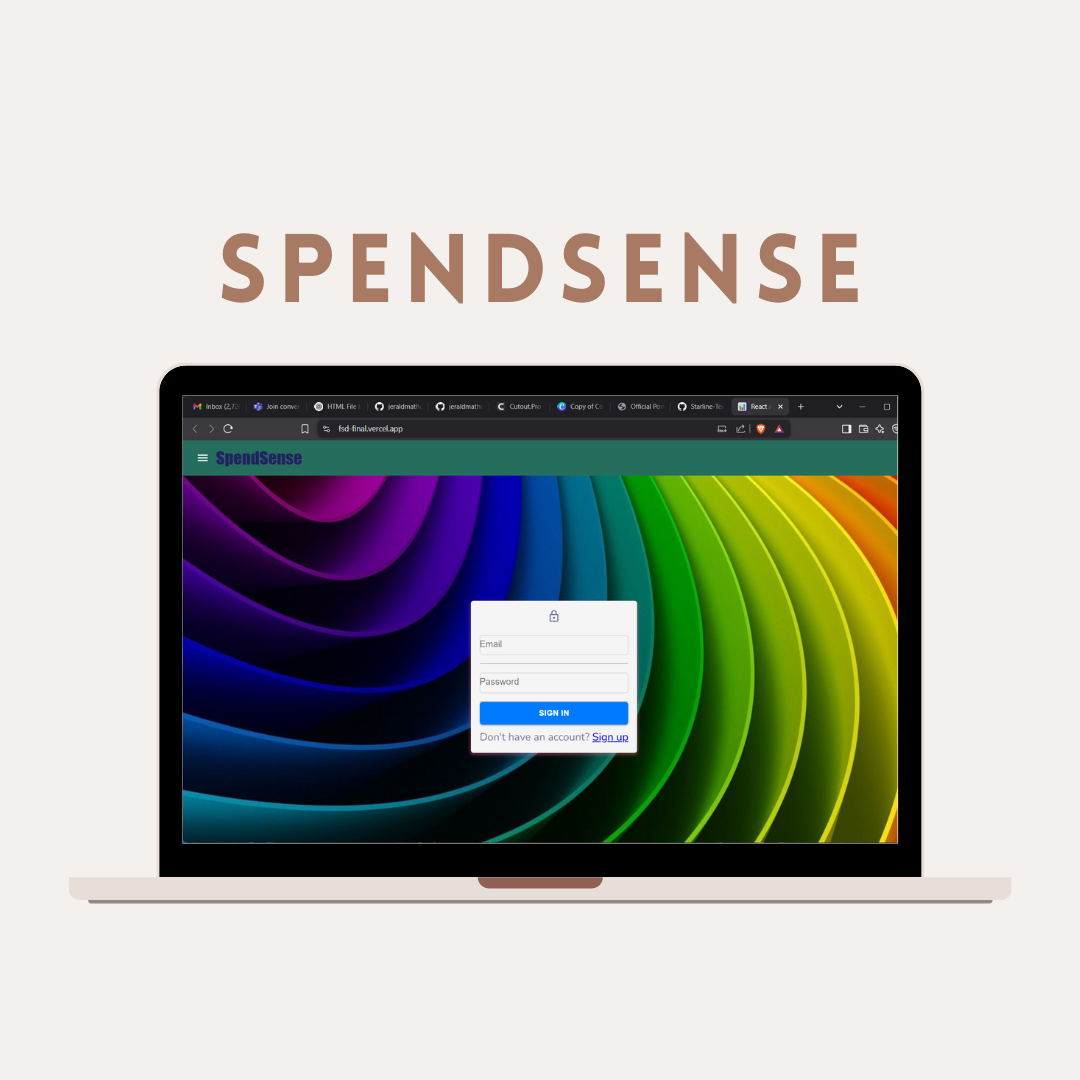 SPENDSENSE
Inbox (2,72
Join conver
HTML File
jeraldmath
jeraldmath
Cutout.Pro
Copy of Co
Official Por
Starline-Te
React
fsd-final.vercel.app
SpendSense
Email
Password
SIGN IN
Don't have an account? Sign up